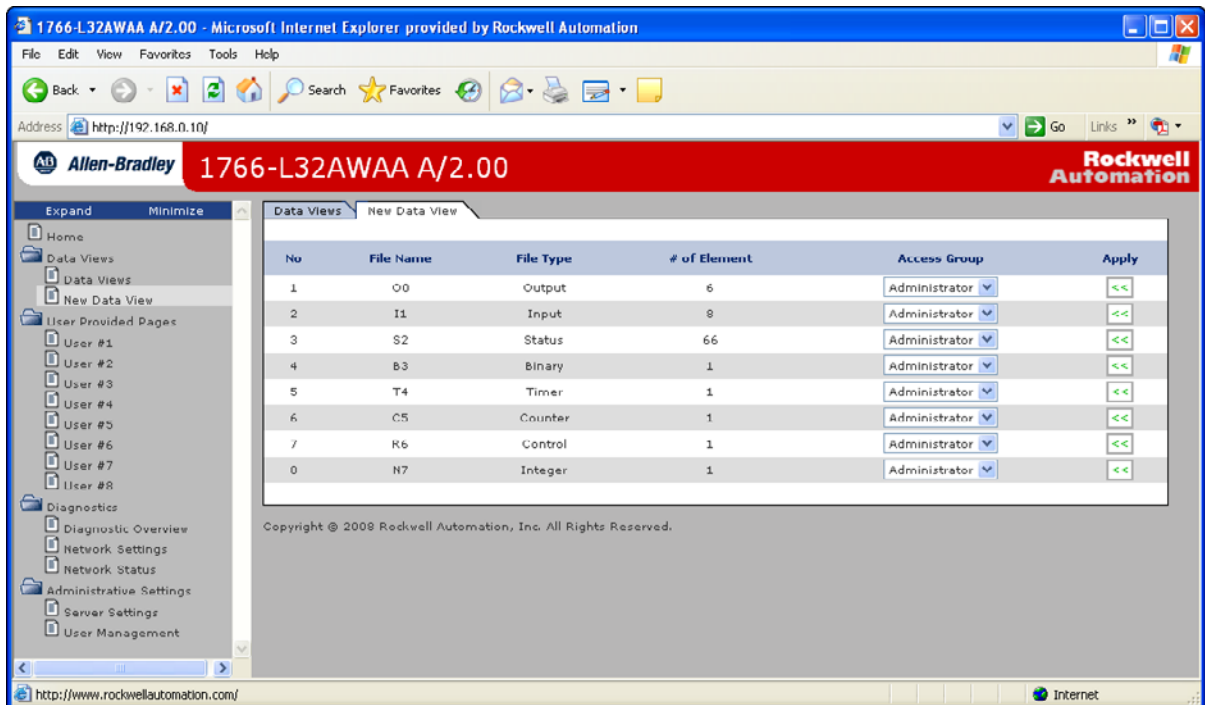 1766-L32AWAA A/2.00 - Microsoft Internet Explorer provided by Rockwell Automation
File Edit View Favorites Tools Help
Back Search Favorites
Address http://192.168.0.10/ Go Links »
AB Allen-Bradley 1766-L32AWAA A/2.00 Rockwell Automation
Expand Minimize
Home
Data Views
Data Views
New Data View
User Provided Pages
User #1
User #2
User #3
User #4
User #5
User #6
User #7
User #8
Diagnostics
Diagnostic Overview
Network Settings
Network Status
Administrative Settings
Server Settings
User Management
Data Views New Data View
No File Name File Type # of Element Access Group Apply
1 O0 Output 6 Administrator <<
2 I1 Input 8 Administrator <<
3 S2 Status 66 Administrator <<
4 B3 Binary 1 Administrator <<
5 T4 Timer 1 Administrator <<
6 C5 Counter 1 Administrator <<
7 R6 Control 1 Administrator <<
8 N7 Integer 1 Administrator <<
Copyright © 2008 Rockwell Automation, Inc. All Rights Reserved.
http://www.rockwellautomation.com/ Internet